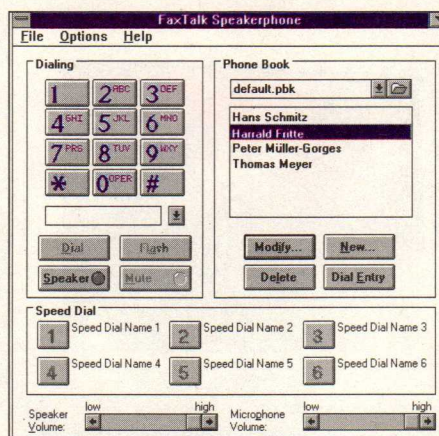 FaxTalk Speakerphone
File Options Help
Dialing
1 2 ABC 3 DEF
4 GHI 5 JKL 6 MNO
7 PRS 8 TUV 9 WXY
* 0 OPER #
Dial Flash
Speaker Mute
Phone Book
default.pbk
Hans Schmitz
Harrald Fritte
Peter Müller-Gorges
Thomas Meyer
Modify... New...
Delete Dial Entry
Speed Dial
1 Speed Dial Name 1 2 Speed Dial Name 2 3 Speed Dial Name 3
4 Speed Dial Name 4 5 Speed Dial Name 5 6 Speed Dial Name 6
low high low high
Speaker Volume: Microphone Volume: